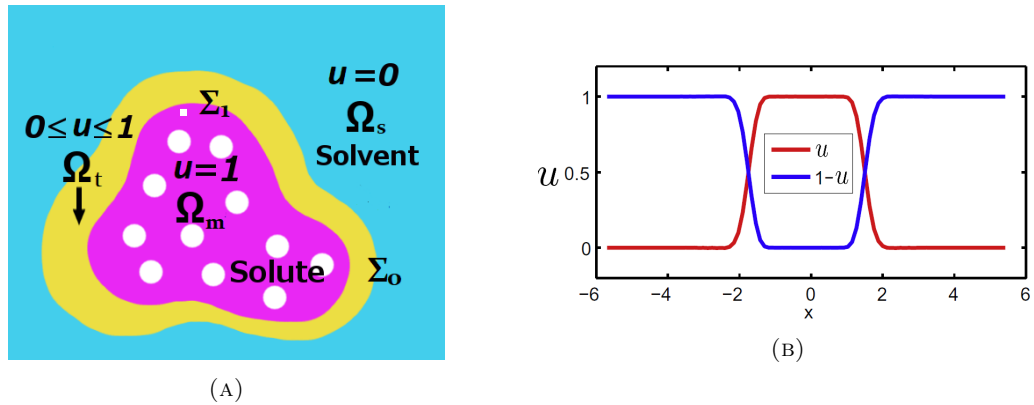 u=0
Σ₁
0≤u≤1
Ωₛ
Solvent
Ωₜ
u=1
Ωₘ
Solute
Σ₀
(A)
u
1
0.5
0
u
1-u
−6
−4
−2
0
2
4
6
x
(B)